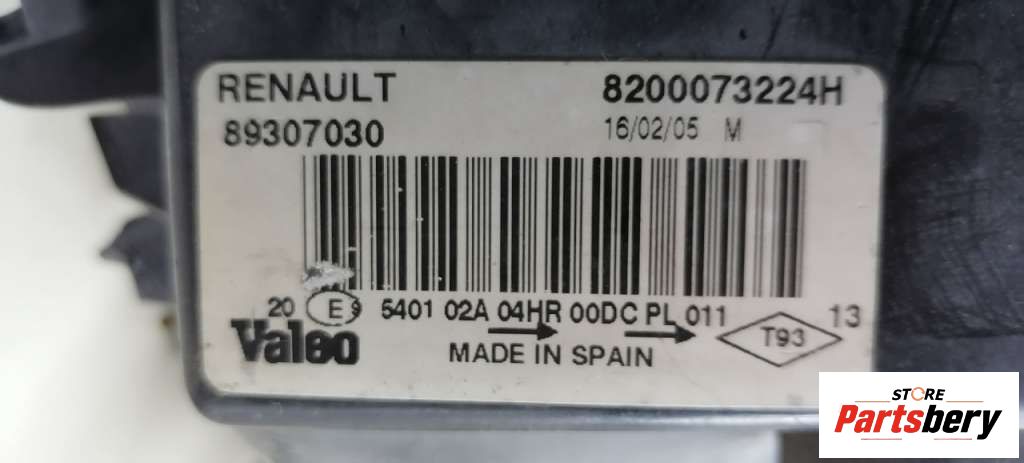 RENAULT 8200073224H
89307030 16/02/05 M
20 E9 5401 02A 04HR 00DC PL 011 13
Valeo MADE IN SPAIN T93
STORE
Partsbery